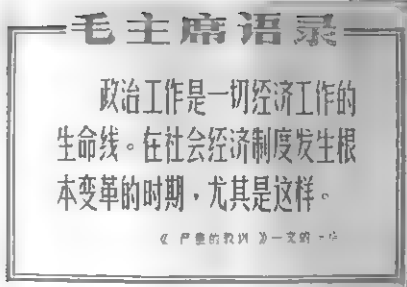 毛主席语录
政治工作是一切经济工作的
生命线。在社会经济制度发生根
本变革的时期，尤其是这样。
《严重的教训》一文的